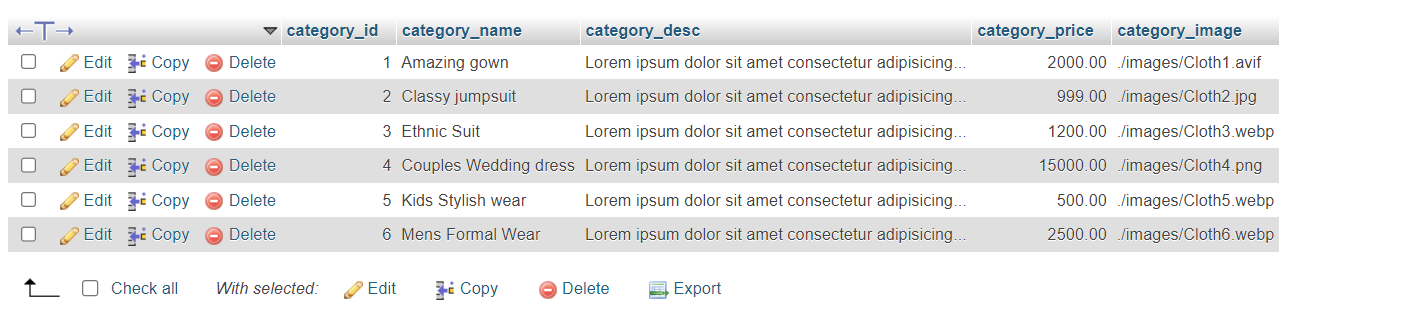 category_id category_name category_desc category_price category_image
Edit Copy Delete 1 Amazing gown Lorem ipsum dolor sit amet consectetur adipisicing... 2000.00 ./images/Cloth1.avif
Edit Copy Delete 2 Classy jumpsuit Lorem ipsum dolor sit amet consectetur adipisicing... 999.00 ./images/Cloth2.jpg
Edit Copy Delete 3 Ethnic Suit Lorem ipsum dolor sit amet consectetur adipisicing... 1200.00 ./images/Cloth3.webp
Edit Copy Delete 4 Couples Wedding dress Lorem ipsum dolor sit amet consectetur adipisicing... 15000.00 ./images/Cloth4.png
Edit Copy Delete 5 Kids Stylish wear Lorem ipsum dolor sit amet consectetur adipisicing... 500.00 ./images/Cloth5.webp
Edit Copy Delete 6 Mens Formal Wear Lorem ipsum dolor sit amet consectetur adipisicing... 2500.00 ./images/Cloth6.webp
Check all With selected: Edit Copy Delete Export